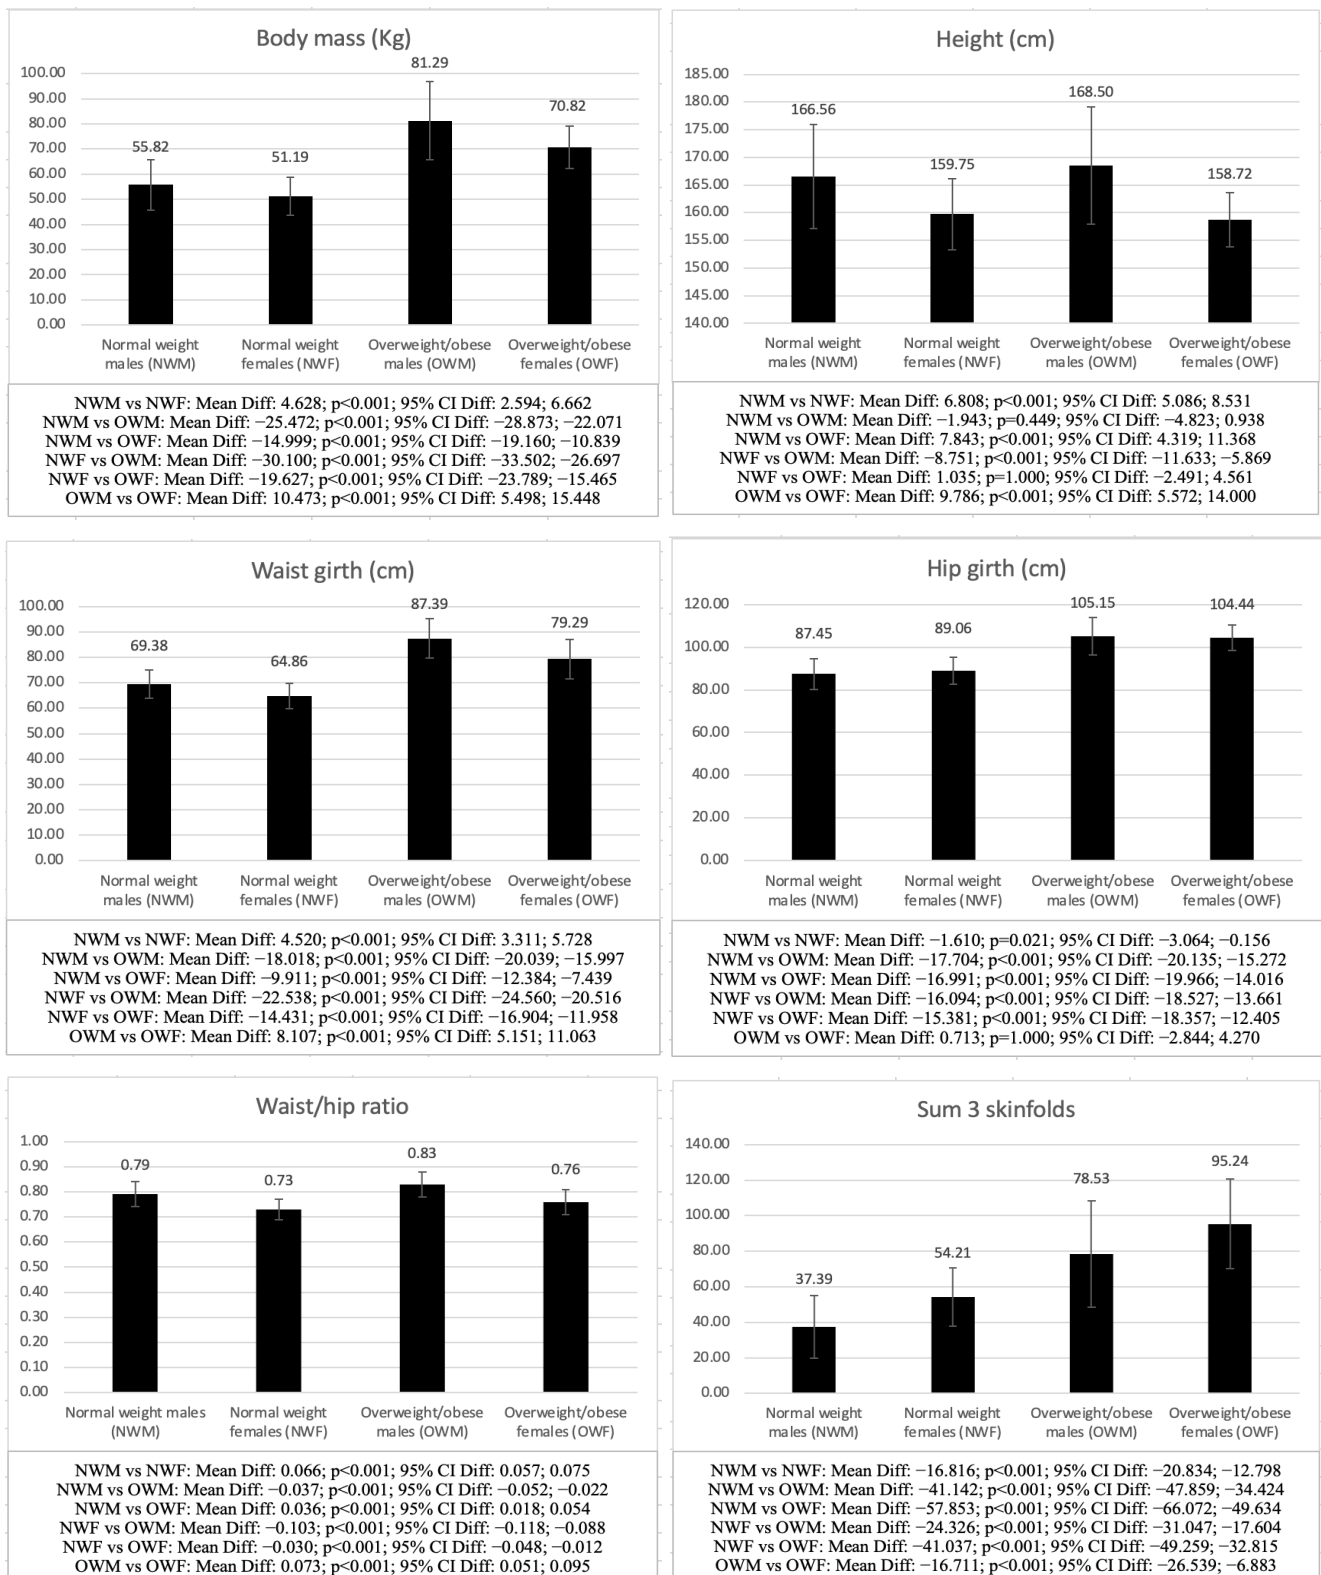 Body mass (Kg)
100.00
90.00
80.00
70.00
60.00
50.00
40.00
30.00
20.00
10.00
0.00
55.82
51.19
81.29
70.82
Normal weight males (NWM)
Normal weight females (NWF)
Overweight/obese males (OWM)
Overweight/obese females (OWF)
NWM vs NWF: Mean Diff: 4.628; p<0.001; 95% CI Diff: 2.594; 6.662
NWM vs OWM: Mean Diff: −25.472; p<0.001; 95% CI Diff: −28.873; −22.071
NWM vs OWF: Mean Diff: −14.999; p<0.001; 95% CI Diff: −19.160; −10.839
NWF vs OWM: Mean Diff: −30.100; p<0.001; 95% CI Diff: −33.502; −26.697
NWF vs OWF: Mean Diff: −19.627; p<0.001; 95% CI Diff: −23.789; −15.465
OWM vs OWF: Mean Diff: 10.473; p<0.001; 95% CI Diff: 5.498; 15.448
Height (cm)
185.00
180.00
175.00
170.00
165.00
160.00
155.00
150.00
145.00
140.00
166.56
159.75
168.50
158.72
Normal weight males (NWM)
Normal weight females (NWF)
Overweight/obese males (OWM)
Overweight/obese females (OWF)
NWM vs NWF: Mean Diff: 6.808; p<0.001; 95% CI Diff: 5.086; 8.531
NWM vs OWM: Mean Diff: −1.943; p=0.449; 95% CI Diff: −4.823; 0.938
NWM vs OWF: Mean Diff: 7.843; p<0.001; 95% CI Diff: 4.319; 11.368
NWF vs OWM: Mean Diff: −8.751; p<0.001; 95% CI Diff: −11.633; −5.869
NWF vs OWF: Mean Diff: 1.035; p=1.000; 95% CI Diff: −2.491; 4.561
OWM vs OWF: Mean Diff: 9.786; p<0.001; 95% CI Diff: 5.572; 14.000
Waist girth (cm)
100.00
90.00
80.00
70.00
60.00
50.00
40.00
30.00
20.00
10.00
0.00
69.38
64.86
87.39
79.29
Normal weight males (NWM)
Normal weight females (NWF)
Overweight/obese males (OWM)
Overweight/obese females (OWF)
NWM vs NWF: Mean Diff: 4.520; p<0.001; 95% CI Diff: 3.311; 5.728
NWM vs OWM: Mean Diff: −18.018; p<0.001; 95% CI Diff: −20.039; −15.997
NWM vs OWF: Mean Diff: −9.911; p<0.001; 95% CI Diff: −12.384; −7.439
NWF vs OWM: Mean Diff: −22.538; p<0.001; 95% CI Diff: −24.560; −20.516
NWF vs OWF: Mean Diff: −14.431; p<0.001; 95% CI Diff: −16.904; −11.958
OWM vs OWF: Mean Diff: 8.107; p<0.001; 95% CI Diff: 5.151; 11.063
Hip girth (cm)
120.00
100.00
80.00
60.00
40.00
20.00
0.00
87.45
89.06
105.15
104.44
Normal weight males (NWM)
Normal weight females (NWF)
Overweight/obese males (OWM)
Overweight/obese females (OWF)
NWM vs NWF: Mean Diff: −1.610; p=0.021; 95% CI Diff: −3.064; −0.156
NWM vs OWM: Mean Diff: −17.704; p<0.001; 95% CI Diff: −20.135; −15.272
NWM vs OWF: Mean Diff: −16.991; p<0.001; 95% CI Diff: −19.966; −14.016
NWF vs OWM: Mean Diff: −16.094; p<0.001; 95% CI Diff: −18.527; −13.661
NWF vs OWF: Mean Diff: −15.381; p<0.001; 95% CI Diff: −18.357; −12.405
OWM vs OWF: Mean Diff: 0.713; p=1.000; 95% CI Diff: −2.844; 4.270
Waist/hip ratio
1.00
0.90
0.80
0.70
0.60
0.50
0.40
0.30
0.20
0.10
0.00
0.79
0.73
0.83
0.76
Normal weight males (NWM)
Normal weight females (NWF)
Overweight/obese males (OWM)
Overweight/obese females (OWF)
NWM vs NWF: Mean Diff: 0.066; p<0.001; 95% CI Diff: 0.057; 0.075
NWM vs OWM: Mean Diff: −0.037; p<0.001; 95% CI Diff: −0.052; −0.022
NWM vs OWF: Mean Diff: 0.036; p<0.001; 95% CI Diff: 0.018; 0.054
NWF vs OWM: Mean Diff: −0.103; p<0.001; 95% CI Diff: −0.118; −0.088
NWF vs OWF: Mean Diff: −0.030; p<0.001; 95% CI Diff: −0.048; −0.012
OWM vs OWF: Mean Diff: 0.073; p<0.001; 95% CI Diff: 0.051; 0.095
Sum 3 skinfolds
140.00
120.00
100.00
80.00
60.00
40.00
20.00
0.00
37.39
54.21
78.53
95.24
Normal weight males (NWM)
Normal weight females (NWF)
Overweight/obese males (OWM)
Overweight/obese females (OWF)
NWM vs NWF: Mean Diff: −16.816; p<0.001; 95% CI Diff: −20.834; −12.798
NWM vs OWM: Mean Diff: −41.142; p<0.001; 95% CI Diff: −47.859; −34.424
NWM vs OWF: Mean Diff: −57.853; p<0.001; 95% CI Diff: −66.072; −49.634
NWF vs OWM: Mean Diff: −24.326; p<0.001; 95% CI Diff: −31.047; −17.604
NWF vs OWF: Mean Diff: −41.037; p<0.001; 95% CI Diff: −49.259; −32.815
OWM vs OWF: Mean Diff: −16.711; p<0.001; 95% CI Diff: −26.539; −6.883